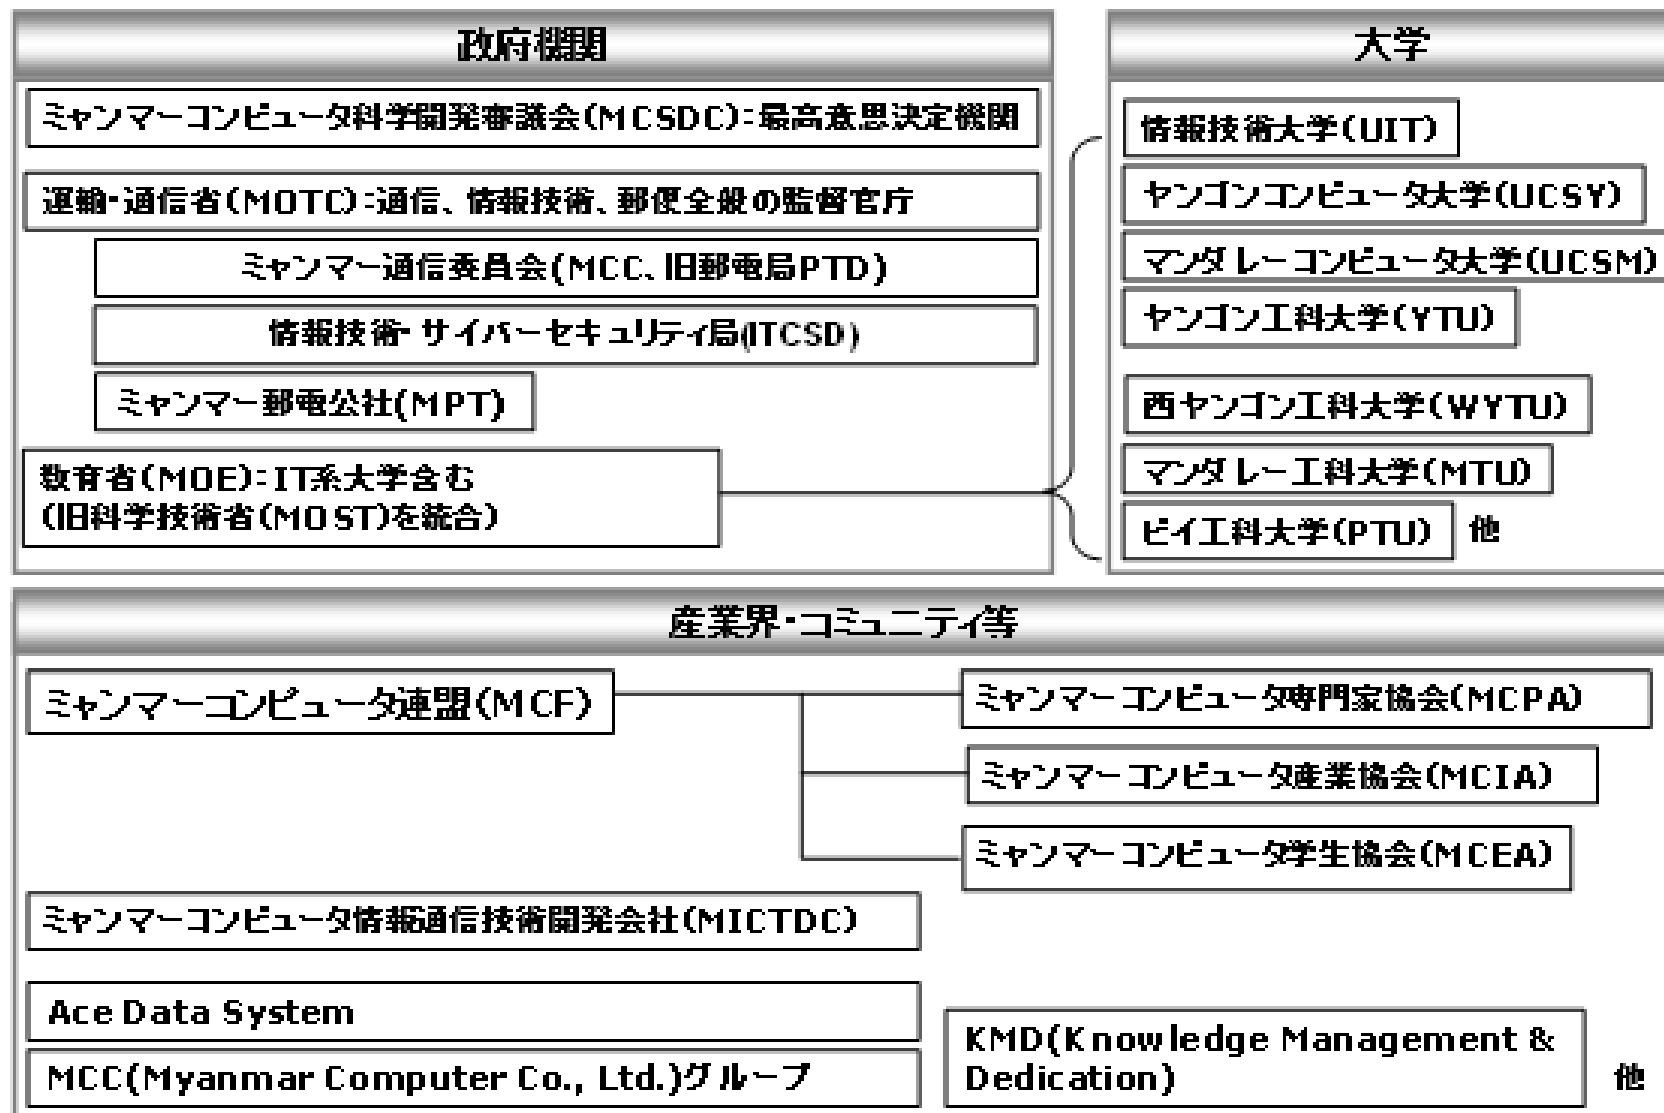 政府機関
ミャンマーコンピュータ科学開発審議会(MCSDC):最高意思決定機関
運輸・通信省(MOTC):通信、情報技術、郵便全般の監督官庁
ミャンマー通信委員会(MCC、旧郵電局PTD)
情報技術・サイバーセキュリティ局(ITCSD)
ミャンマー郵電公社(MPT)
教育省(MOE):IT系大学含む
(旧科学技術省(MOST)を統合)
大学
情報技術大学(UIT)
ヤンゴンコンピュータ大学(UCSY)
マンダレーコンピュータ大学(UCSM)
ヤンゴン工科大学(YTU)
西ヤンゴン工科大学(WYTU)
マンダレー工科大学(MTU)
ピイ工科大学(PTU) 他
産業界・コミュニティ等
ミャンマーコンピュータ連盟(MCF)
ミャンマーコンピュータ専門家協会(MCPA)
ミャンマーコンピュータ産業協会(MCIA)
ミャンマーコンピュータ学生協会(MCEA)
ミャンマーコンピュータ情報通信技術開発会社(MICTDC)
Ace Data System
MCC(Myanmar Computer Co., Ltd.)グループ
KMD(Knowledge Management &
Dedication)
他